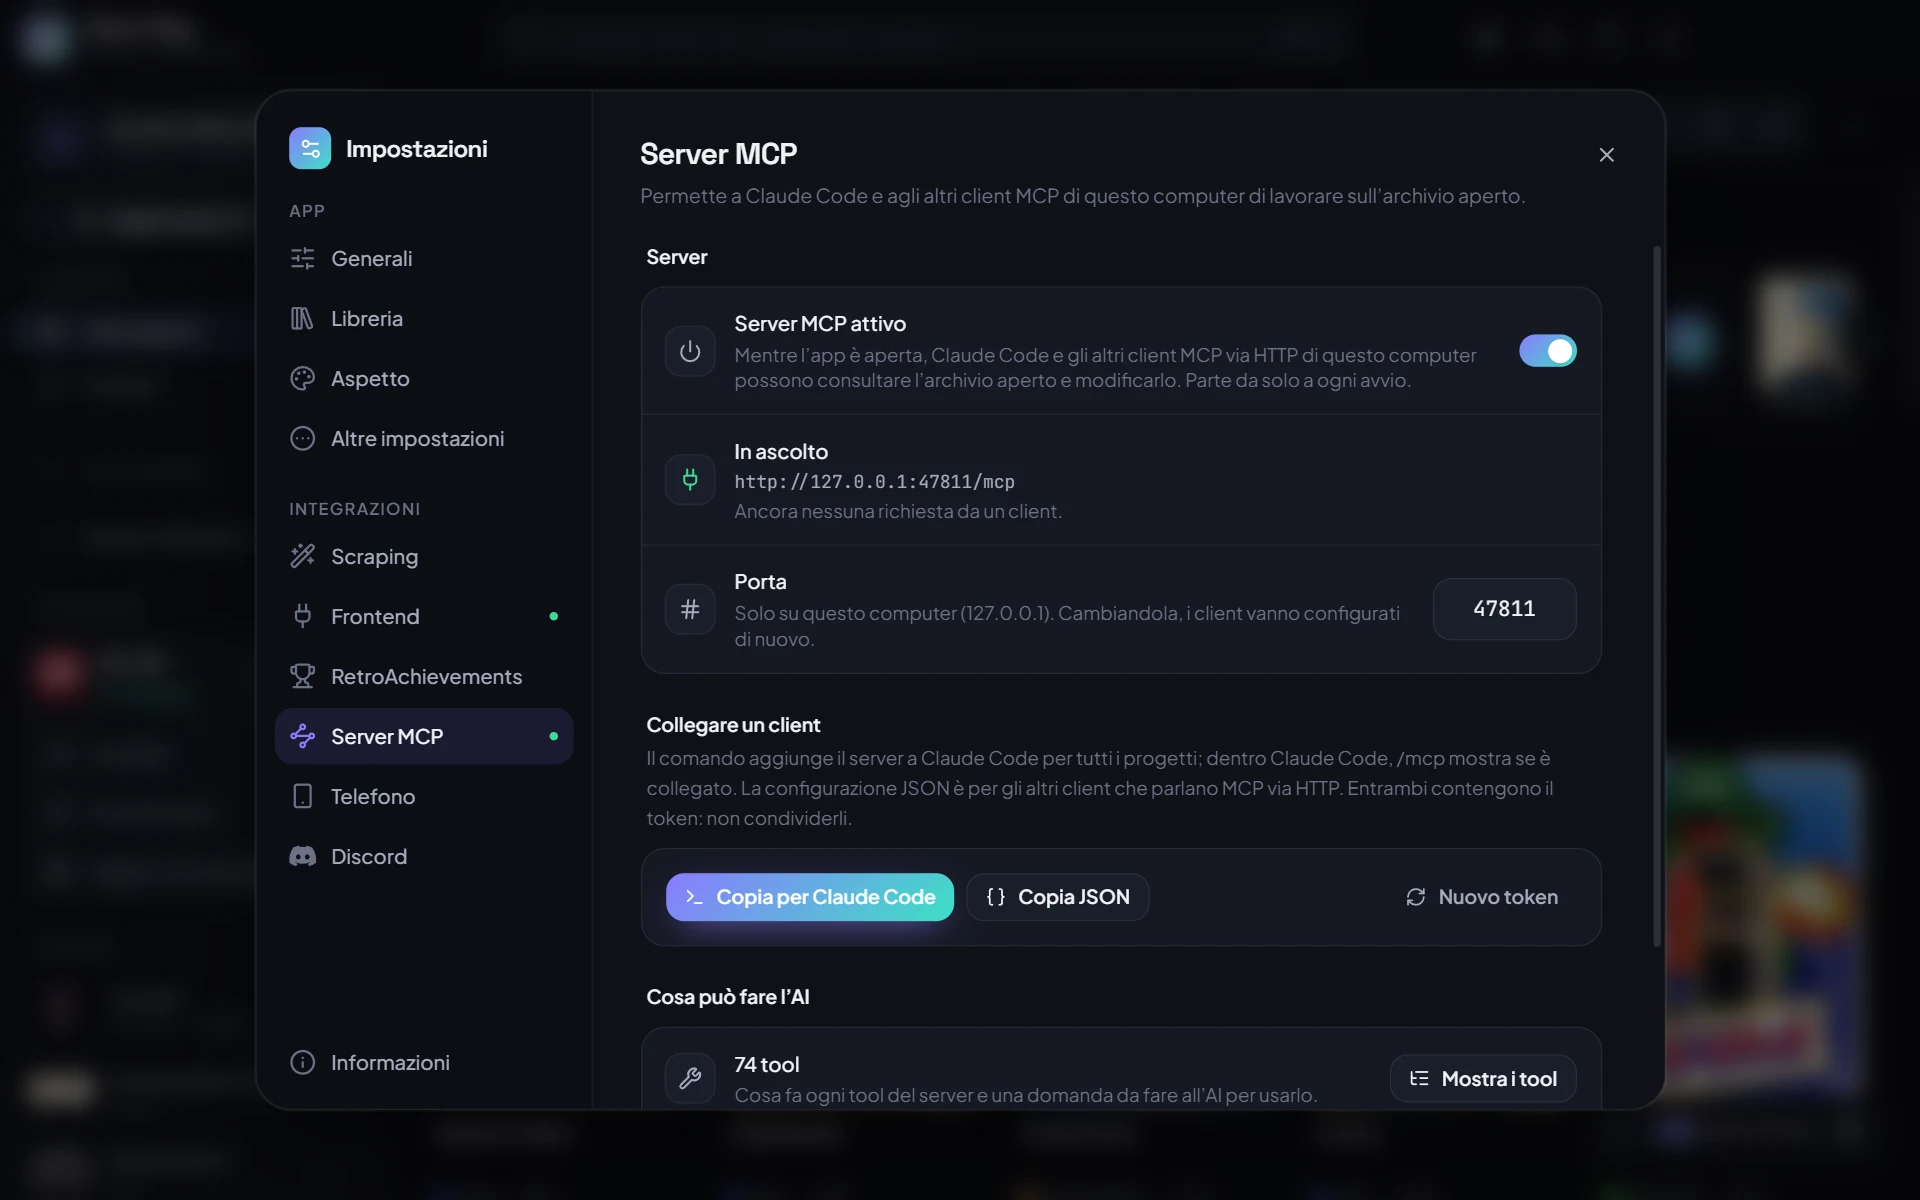 Impostazioni
APP
Generali
Libreria
Aspetto
Altre impostazioni
INTEGRAZIONI
Scraping
Frontend
RetroAchievements
Server MCP
Telefono
Discord
Informazioni
Server MCP
Permette a Claude Code e agli altri client MCP di questo computer di lavorare sull’archivio aperto.
Server
Server MCP attivo
Mentre l’app è aperta, Claude Code e gli altri client MCP via HTTP di questo computer
possono consultare l’archivio aperto e modificarlo. Parte da solo a ogni avvio.
In ascolto
http://127.0.0.1:47811/mcp
Ancora nessuna richiesta da un client.
Porta
Solo su questo computer (127.0.0.1). Cambiandola, i client vanno configurati
di nuovo.
47811
Collegare un client
Il comando aggiunge il server a Claude Code per tutti i progetti; dentro Claude Code, /mcp mostra se è
collegato. La configurazione JSON è per gli altri client che parlano MCP via HTTP. Entrambi contengono il
token: non condividerli.
Copia per Claude Code
Copia JSON
Nuovo token
Cosa può fare l’AI
74 tool
Cosa fa ogni tool del server e una domanda da fare all’AI per usarlo.
Mostra i tool